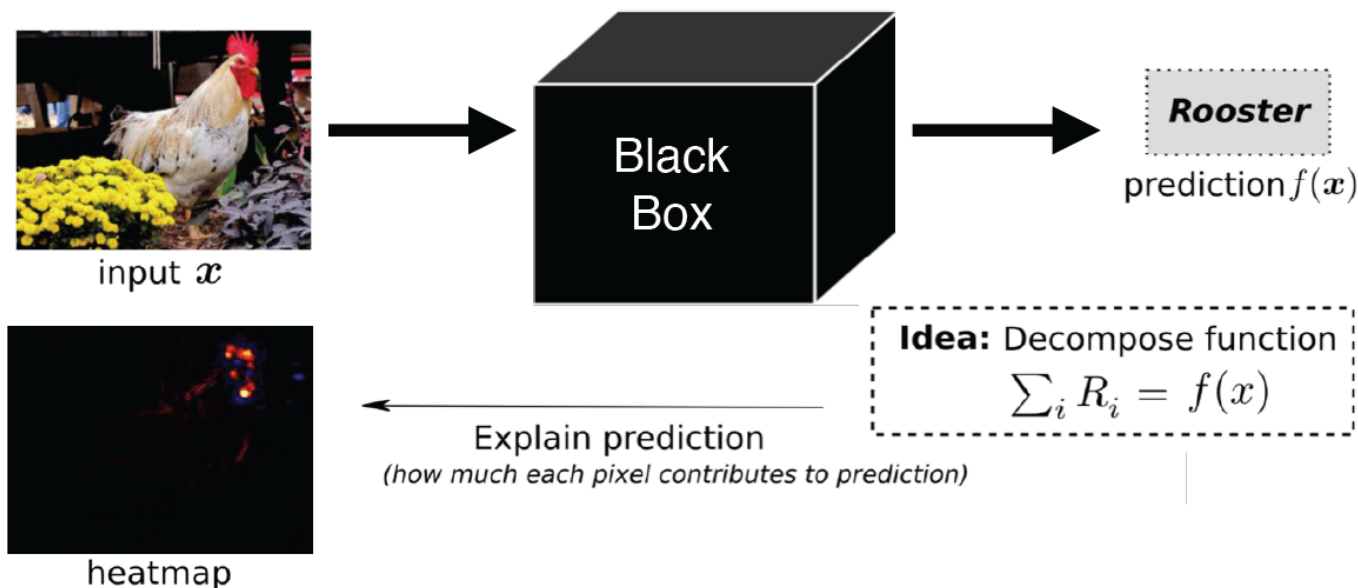 Black
Box
Rooster
prediction f(x)
input x
Idea: Decompose function
∑ᵢ Rᵢ = f(x)
Explain prediction
(how much each pixel contributes to prediction)
heatmap